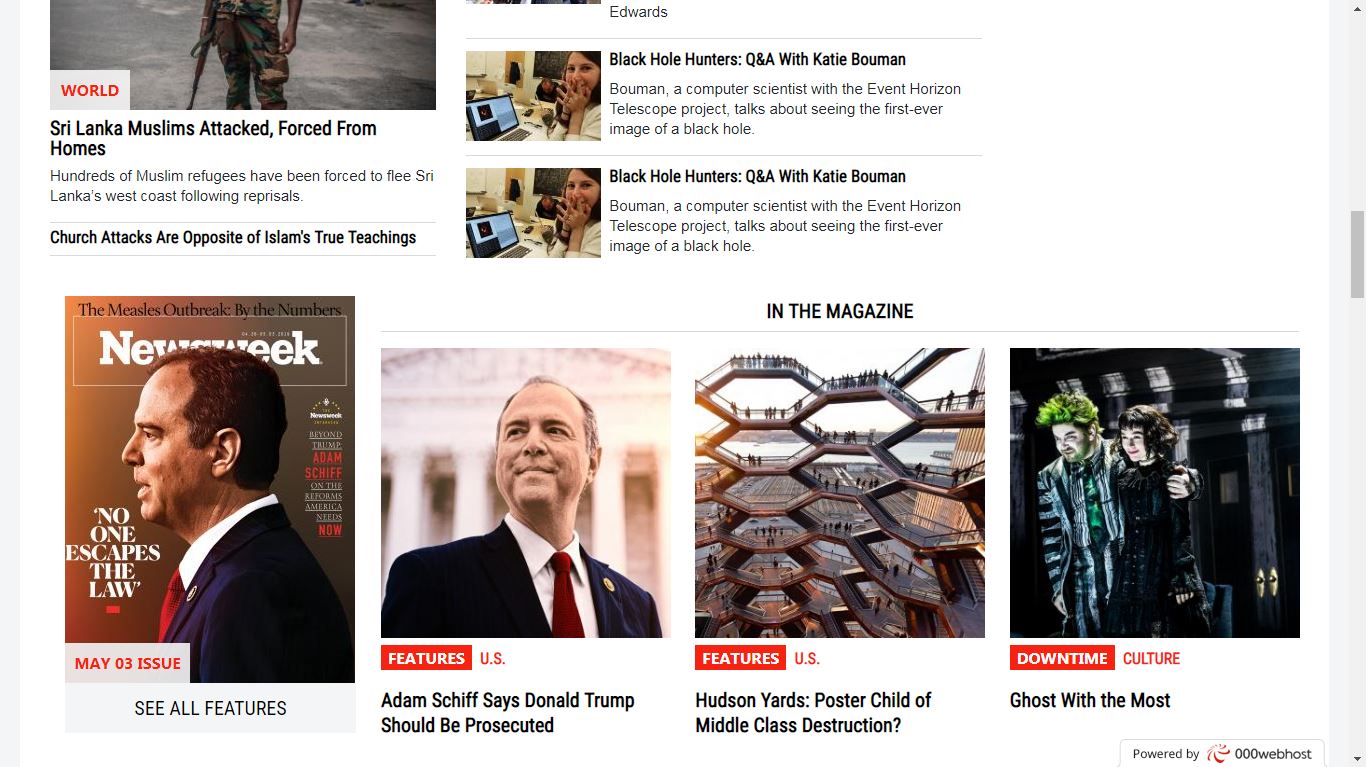 Edwards
WORLD
Sri Lanka Muslims Attacked, Forced From
Homes
Hundreds of Muslim refugees have been forced to flee Sri
Lanka's west coast following reprisals.
Church Attacks Are Opposite of Islam's True Teachings
Black Hole Hunters: Q&A With Katie Bouman
Bouman, a computer scientist with the Event Horizon
Telescope project, talks about seeing the first-ever
image of a black hole.
Black Hole Hunters: Q&A With Katie Bouman
Bouman, a computer scientist with the Event Horizon
Telescope project, talks about seeing the first-ever
image of a black hole.
The Measles Outbreak: By the Numbers
Newsweek
THE
Newsweek
INTERVIEWS
BEYOND
TRUMP:
ADAM
SCHIFF
ON THE
REFORMS
AMERICA
NEEDS
NOW
'NO
ONE
ESCAPES
THE
LAW'
MAY 03 ISSUE
SEE ALL FEATURES
IN THE MAGAZINE
FEATURES U.S.
Adam Schiff Says Donald Trump
Should Be Prosecuted
FEATURES U.S.
Hudson Yards: Poster Child of
Middle Class Destruction?
DOWNTIME CULTURE
Ghost With the Most
Powered by 000webhost